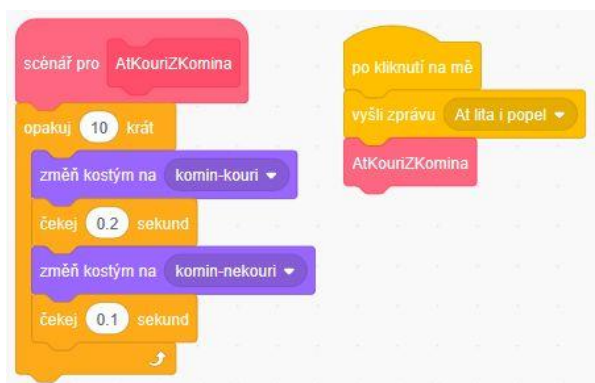 scénář pro AtKouriZKomina
opakuj 10 krát
změň kostým na komin-kouri
čekej 0.2 sekund
změň kostým na komin-nekouri
čekej 0.1 sekund
po kliknutí na mě
vyšli zprávu At lita i popel
AtKouriZKomina